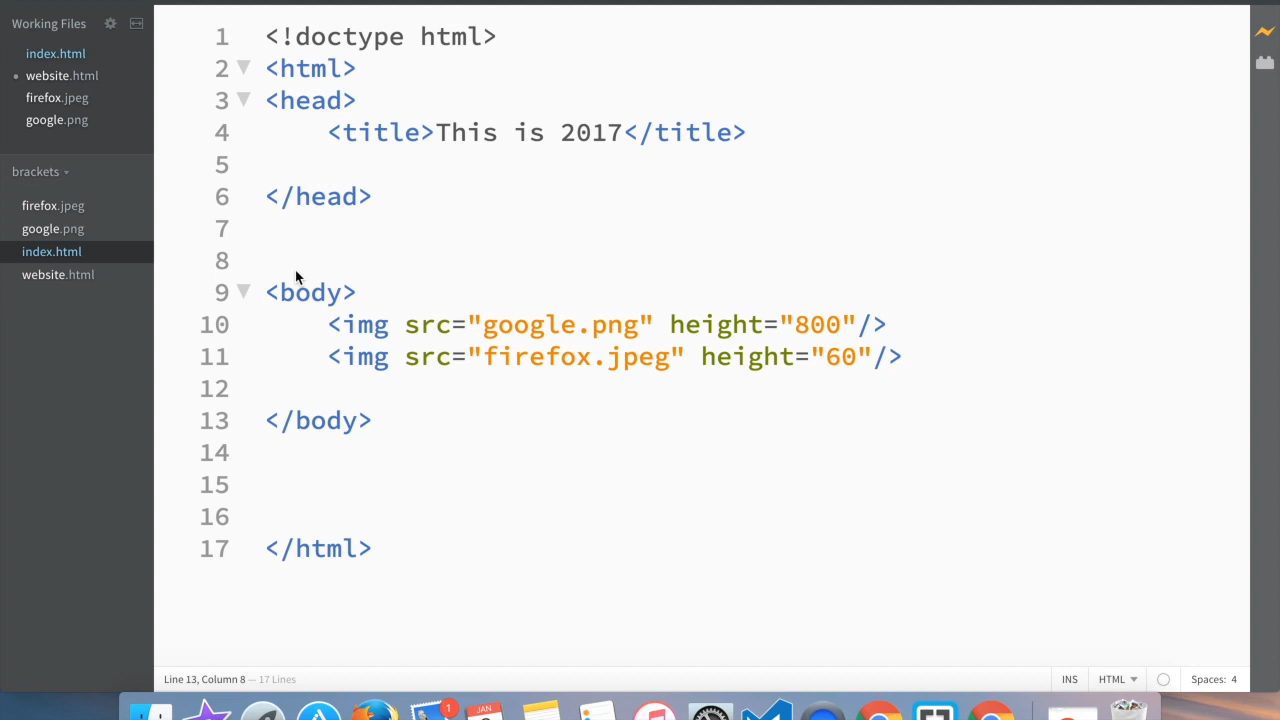 Working Files
index.html
website.html
firefox.jpeg
google.png
brackets
firefox.jpeg
google.png
index.html
website.html
1 <!doctype html>
2 <html>
3 <head>
4 <title>This is 2017</title>
5
6 </head>
7
8
9 <body>
10 <img src="google.png" height="800"/>
11 <img src="firefox.jpeg" height="60"/>
12
13 </body>
14
15
16
17 </html>
Line 13, Column 8 — 17 Lines
INS HTML Spaces: 4
1
JAN